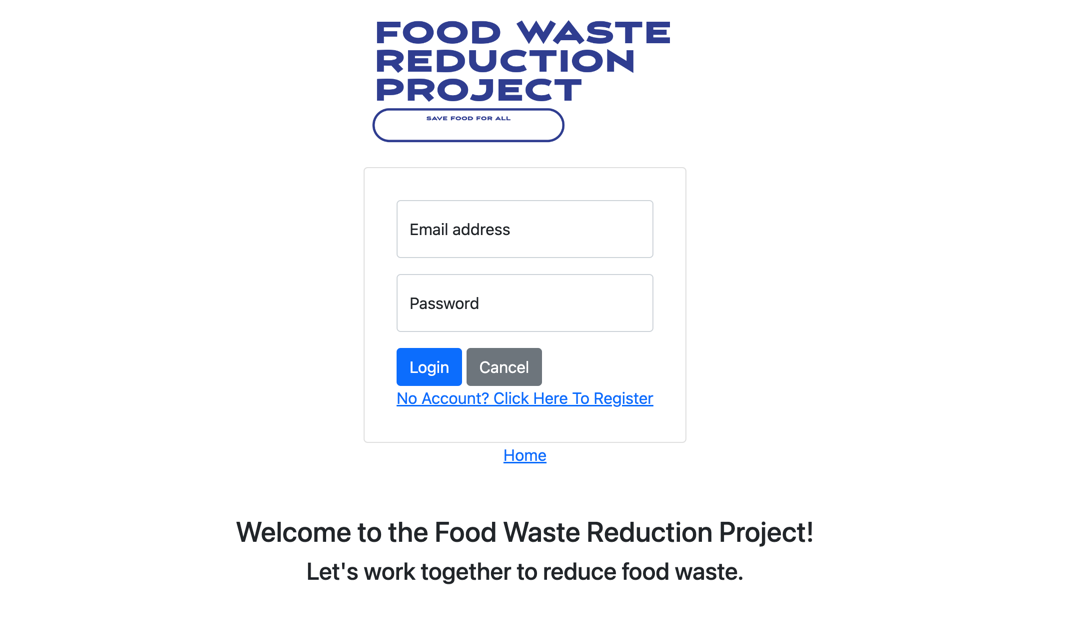 FOOD WASTE
REDUCTION
PROJECT
SAVE FOOD FOR ALL
Email address
Password
Login Cancel
No Account? Click Here To Register
Home
Welcome to the Food Waste Reduction Project!
Let's work together to reduce food waste.